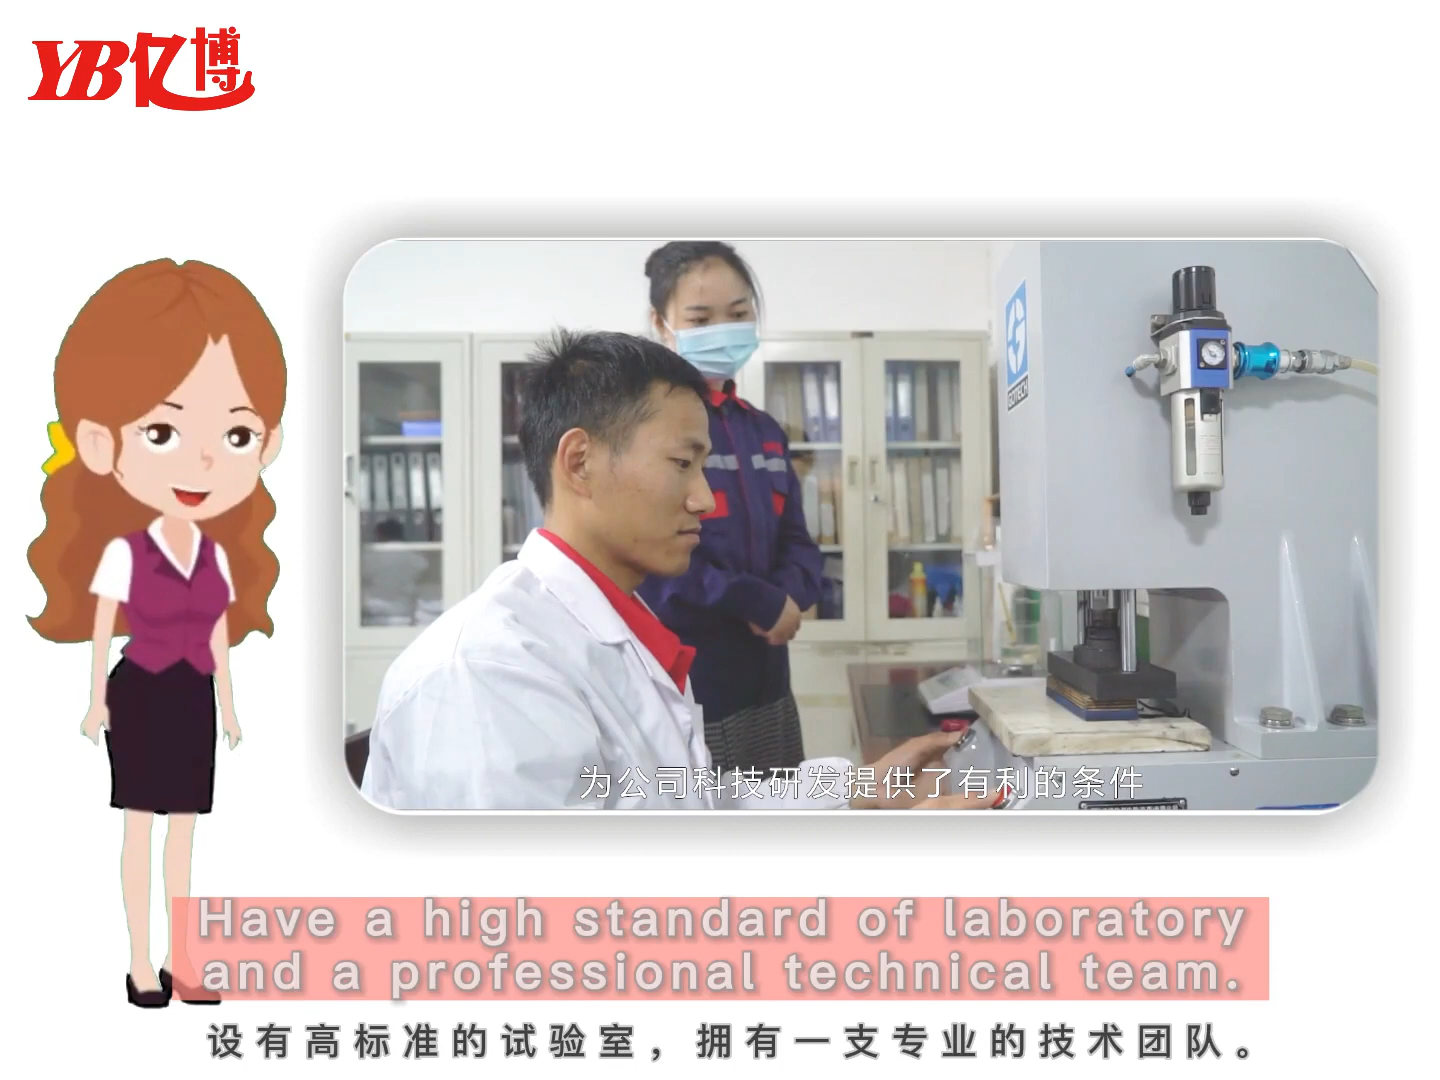 YB亿博
GOTECH
为公司科技研发提供了有利的条件
Have a high standard of laboratory
and a professional technical team.
设有高标准的试验室，拥有一支专业的技术团队。